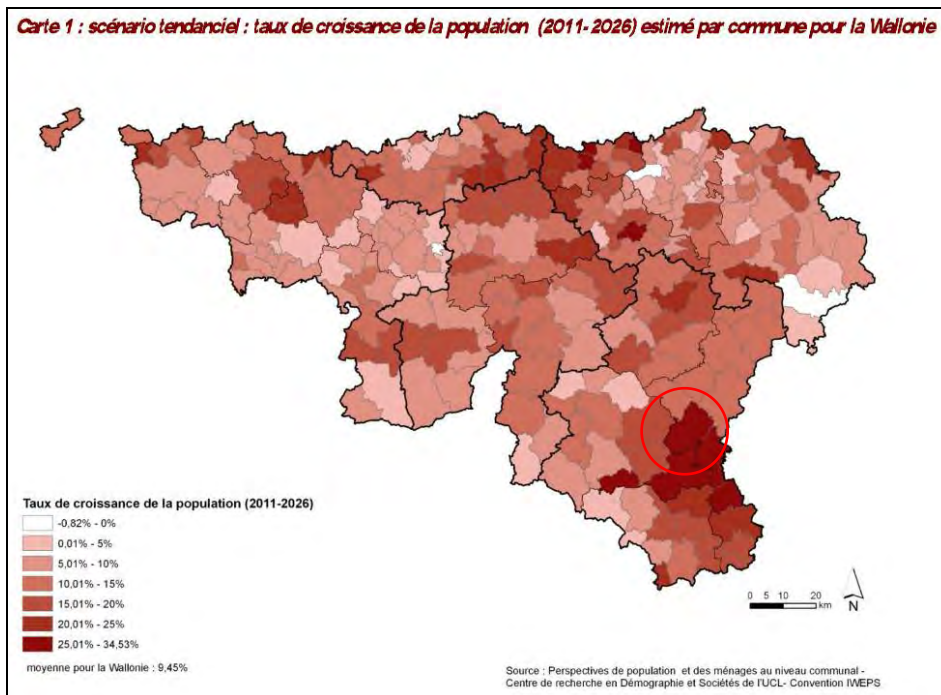 Carte 1 : scénario tendanciel : taux de croissance de la population (2011-2026) estimé par commune pour la Wallonie
Taux de croissance de la population (2011-2026)
-0,82% - 0%
0,01% - 5%
5,01% - 10%
10,01% - 15%
15,01% - 20%
20,01% - 25%
25,01% - 34,53%
moyenne pour la Wallonie : 9,45%
0 5 10 20
km
N
Source : Perspectives de population et des ménages au niveau communal -
Centre de recherche en Démographie et Sociétés de l'UCL- Convention IWEPS